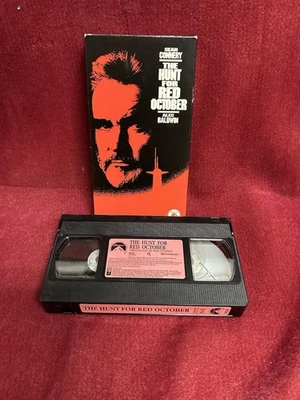 SEAN
CONNERY
THE
HUNT
FOR
RED
OCTOBER
ALEC
BALDWIN
THE HUNT FOR
RED OCTOBER
THE HUNT FOR RED OCTOBER